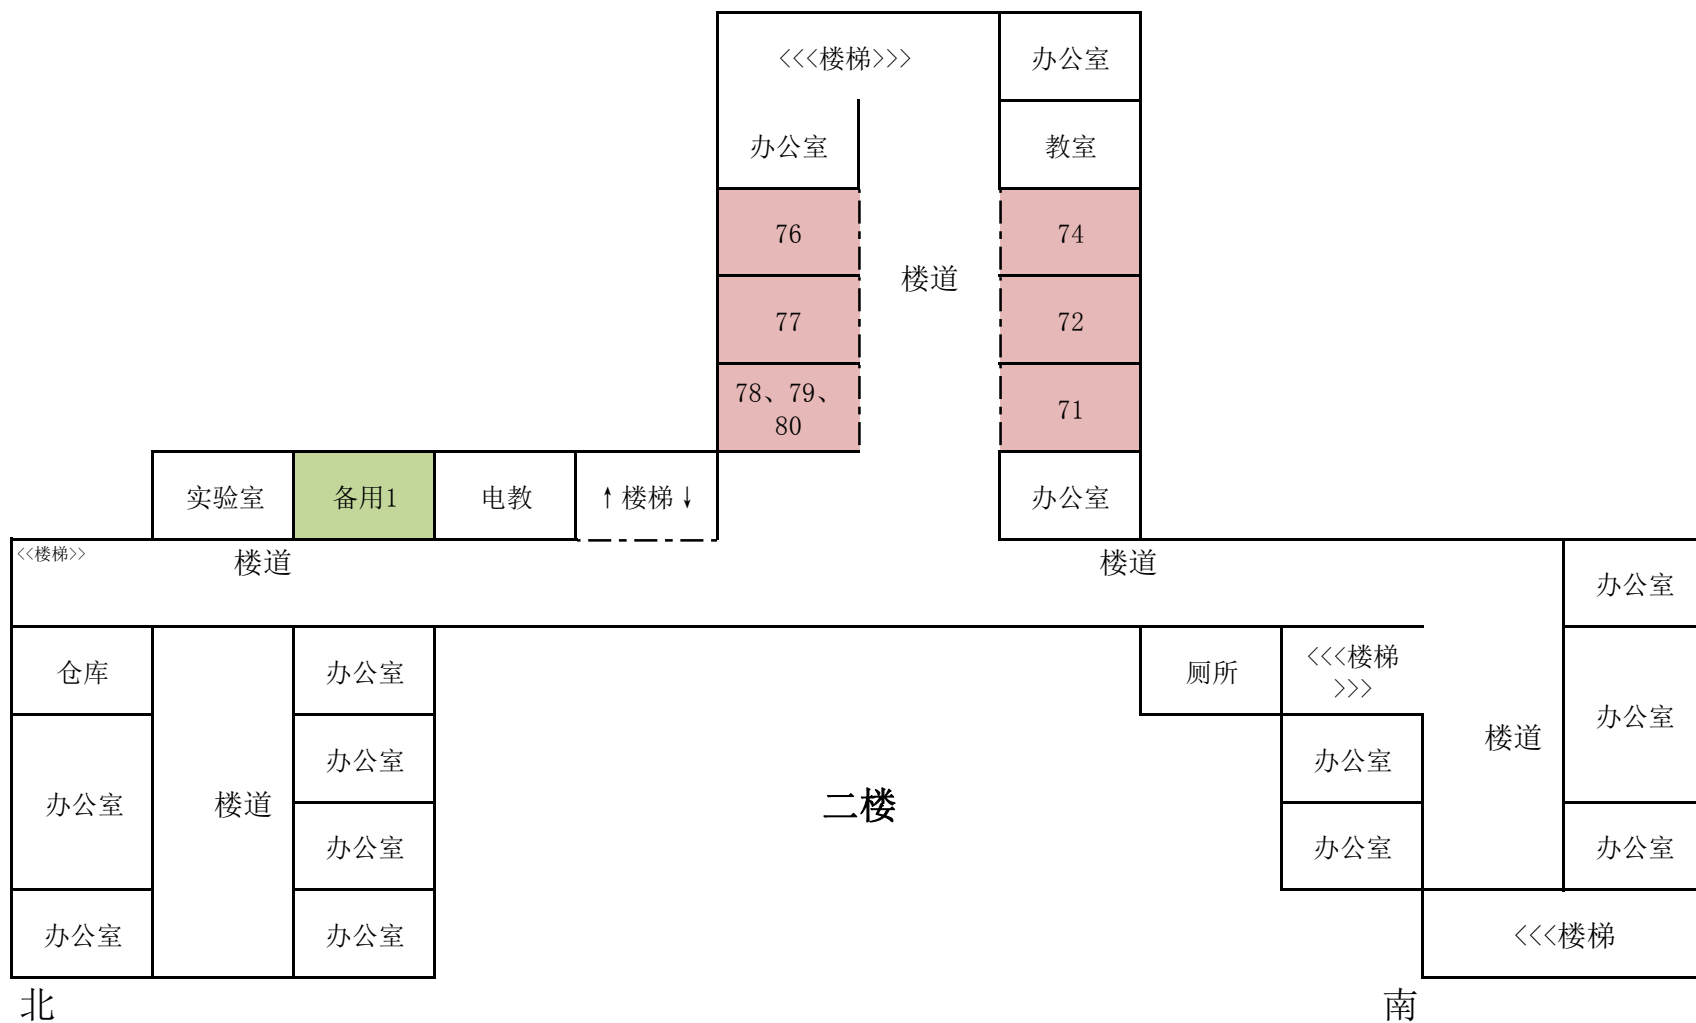 <<<楼梯>>>
办公室
办公室
教室
76
74
楼道
77
72
78、79、
80
71
实验室
备用1
电教
↑楼梯↓
办公室
<<楼梯>>
楼道
楼道
办公室
仓库
办公室
厕所
<<<楼梯
>>>
办公室
办公室
办公室
楼道
办公室
楼道
二楼
办公室
办公室
办公室
办公室
办公室
办公室
<<<楼梯
北
南